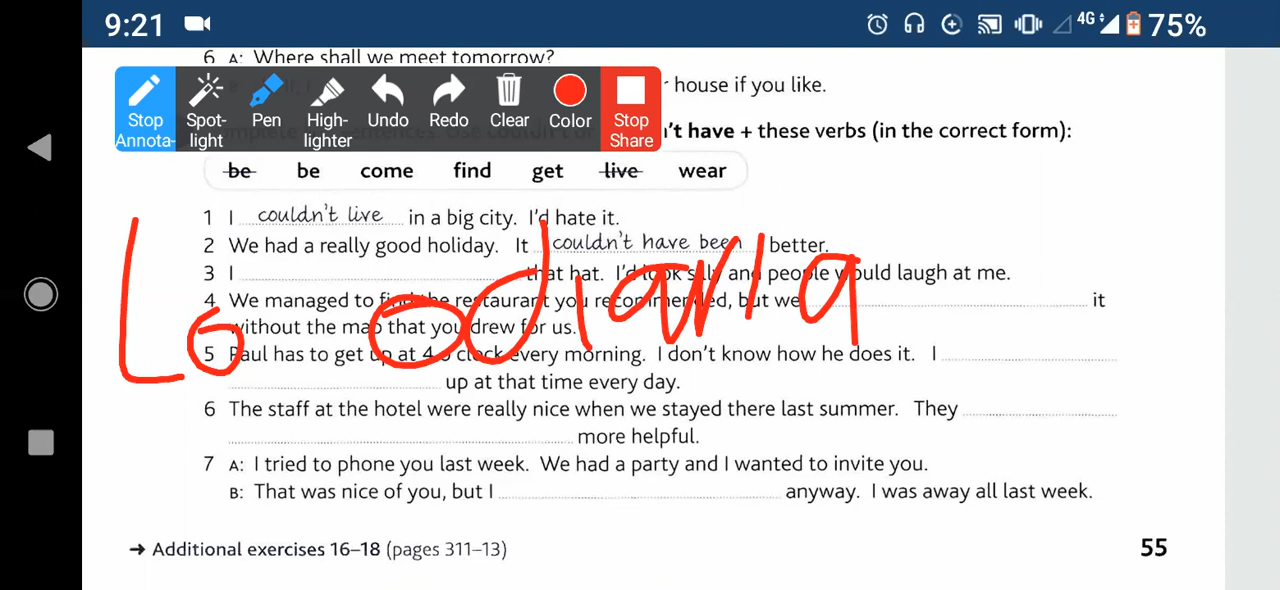 9:21 4G 75%
6 A: Where shall we meet tomorrow?
house if you like.
Stop Annota- Spot-light Pen High-lighter Undo Redo Clear Color Stop Share
't have + these verbs (in the correct form):
be be come find get live wear
1 I couldn't live in a big city. I'd hate it.
2 We had a really good holiday. It couldn't have been better.
3 I ... that hat. I'd look silly and people would laugh at me.
4 We managed to find the restaurant you recommended, but we ... it
without the map that you drew for us.
5 Paul has to get up at 4 o'clock every morning. I don't know how he does it. I ...
... up at that time every day.
6 The staff at the hotel were really nice when we stayed there last summer. They ...
... more helpful.
7 A: I tried to phone you last week. We had a party and I wanted to invite you.
B: That was nice of you, but I ... anyway. I was away all last week.
➜ Additional exercises 16–18 (pages 311–13)
55